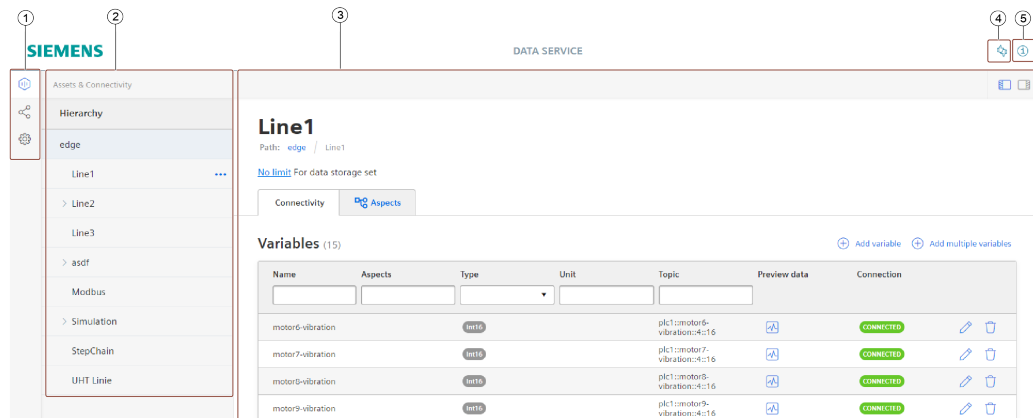 1 2 3 4 5
SIEMENS DATA SERVICE
Assets & Connectivity
Hierarchy
edge
Line1
Line2
Line3
asdf
Modbus
Simulation
StepChain
UHT Linie
Line1
Path: edge / Line1
No limit For data storage set
Connectivity Aspects
Variables (15) Add variable Add multiple variables
Name Aspects Type Unit Topic Preview data Connection
motor6-vibration Int16 plc1::motor6-
vibration::4::16 CONNECTED
motor7-vibration Int16 plc1::motor7-
vibration::4::16 CONNECTED
motor8-vibration Int16 plc1::motor8-
vibration::4::16 CONNECTED
motor9-vibration Int16 plc1::motor9-
vibration::4::16 CONNECTED